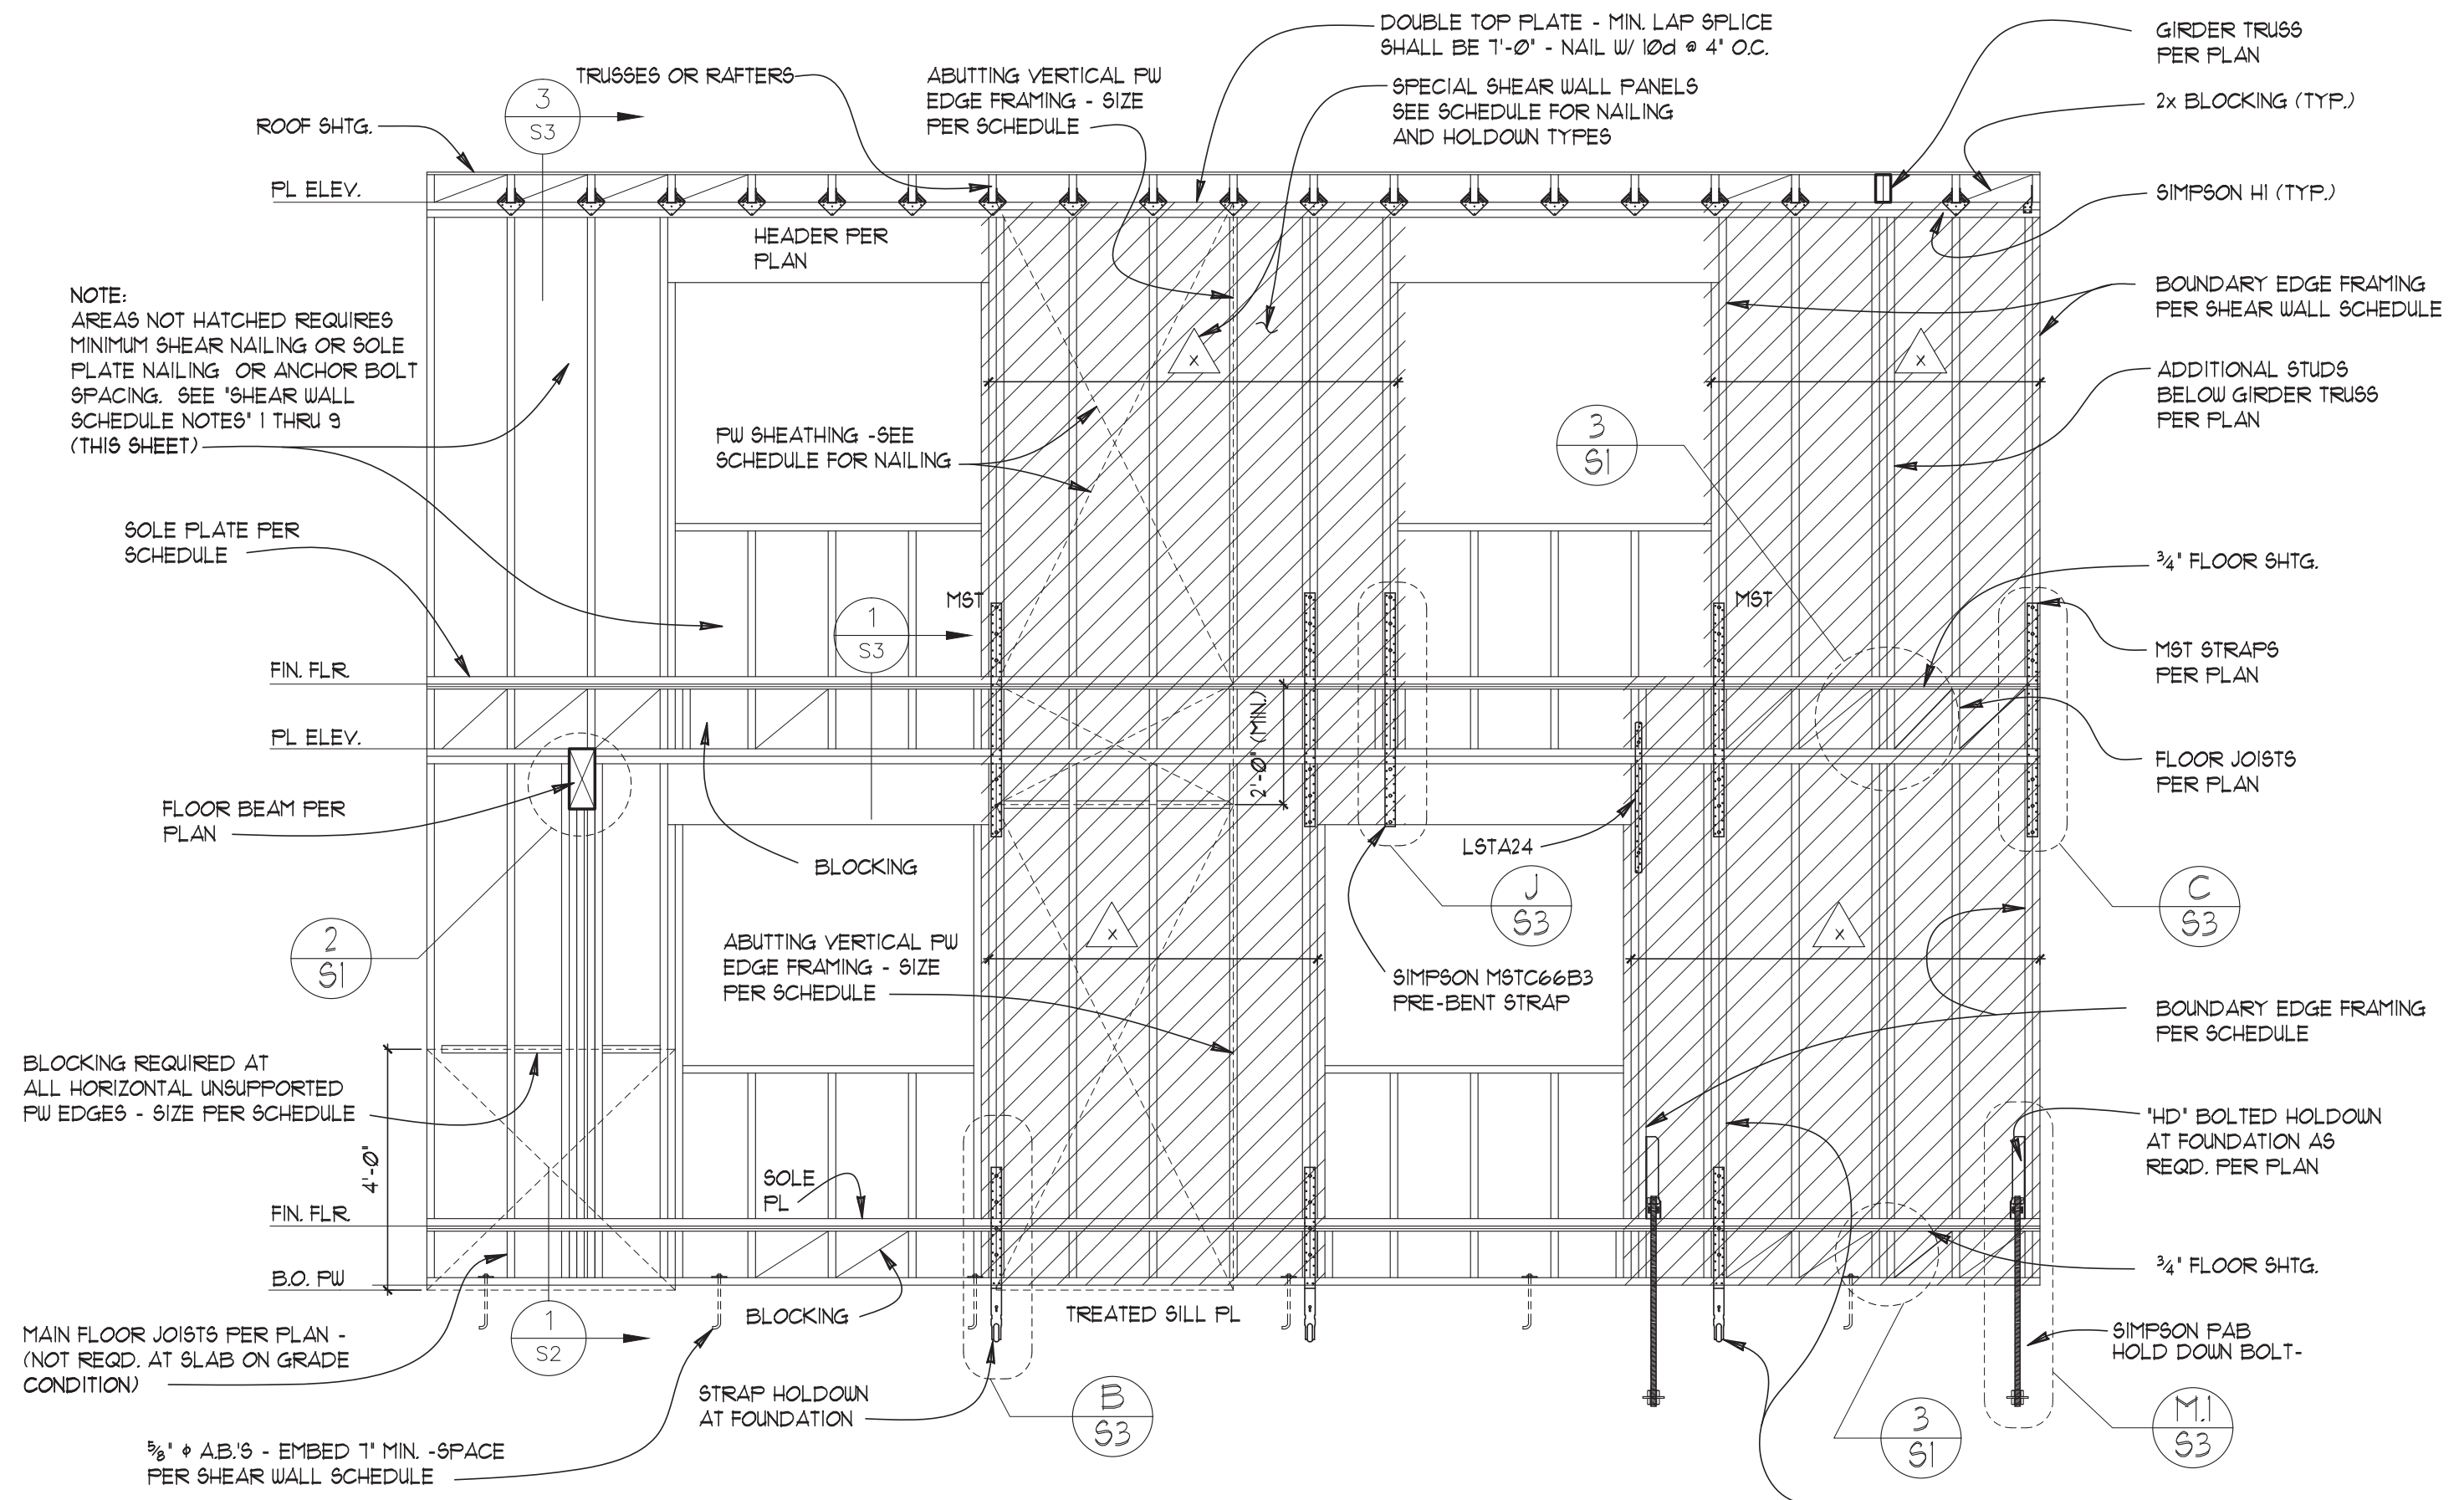 DOUBLE TOP PLATE - MIN. LAP SPLICE
SHALL BE 7'-0" - NAIL W/ 10d @ 4" O.C.
GIRDER TRUSS
PER PLAN
TRUSSES OR RAFTERS
ABUTTING VERTICAL PW
EDGE FRAMING - SIZE
PER SCHEDULE
SPECIAL SHEAR WALL PANELS
SEE SCHEDULE FOR NAILING
AND HOLDOWN TYPES
2x BLOCKING (TYP.)
3
S3
ROOF SHTG.
PL ELEV.
SIMPSON H1 (TYP.)
HEADER PER
PLAN
NOTE:
AREAS NOT HATCHED REQUIRES
MINIMUM SHEAR NAILING OR SOLE
PLATE NAILING OR ANCHOR BOLT
SPACING. SEE "SHEAR WALL
SCHEDULE NOTES" 1 THRU 9
(THIS SHEET)
BOUNDARY EDGE FRAMING
PER SHEAR WALL SCHEDULE
X
X
ADDITIONAL STUDS
BELOW GIRDER TRUSS
PER PLAN
PW SHEATHING -SEE
SCHEDULE FOR NAILING
3
S1
SOLE PLATE PER
SCHEDULE
3/4" FLOOR SHTG.
MST
MST
1
S3
FIN. FLR.
MST STRAPS
PER PLAN
2'-0" (MIN.)
PL ELEV.
FLOOR JOISTS
PER PLAN
FLOOR BEAM PER
PLAN
BLOCKING
LSTA24
J
S3
C
S3
2
S1
X
X
ABUTTING VERTICAL PW
EDGE FRAMING - SIZE
PER SCHEDULE
SIMPSON MSTC66B3
PRE-BENT STRAP
BOUNDARY EDGE FRAMING
PER SCHEDULE
BLOCKING REQUIRED AT
ALL HORIZONTAL UNSUPPORTED
PW EDGES - SIZE PER SCHEDULE
4'-0"
"HD" BOLTED HOLDOWN
AT FOUNDATION AS
REQD. PER PLAN
SOLE
PL
FIN. FLR.
B.O. PW
3/4" FLOOR SHTG.
BLOCKING
TREATED SILL PL
1
S2
MAIN FLOOR JOISTS PER PLAN -
(NOT REQD. AT SLAB ON GRADE
CONDITION)
SIMPSON PAB
HOLD DOWN BOLT-
STRAP HOLDOWN
AT FOUNDATION
B
S3
3
S1
M.1
S3
5/8" ϕ A.B.'S - EMBED 7" MIN. -SPACE
PER SHEAR WALL SCHEDULE